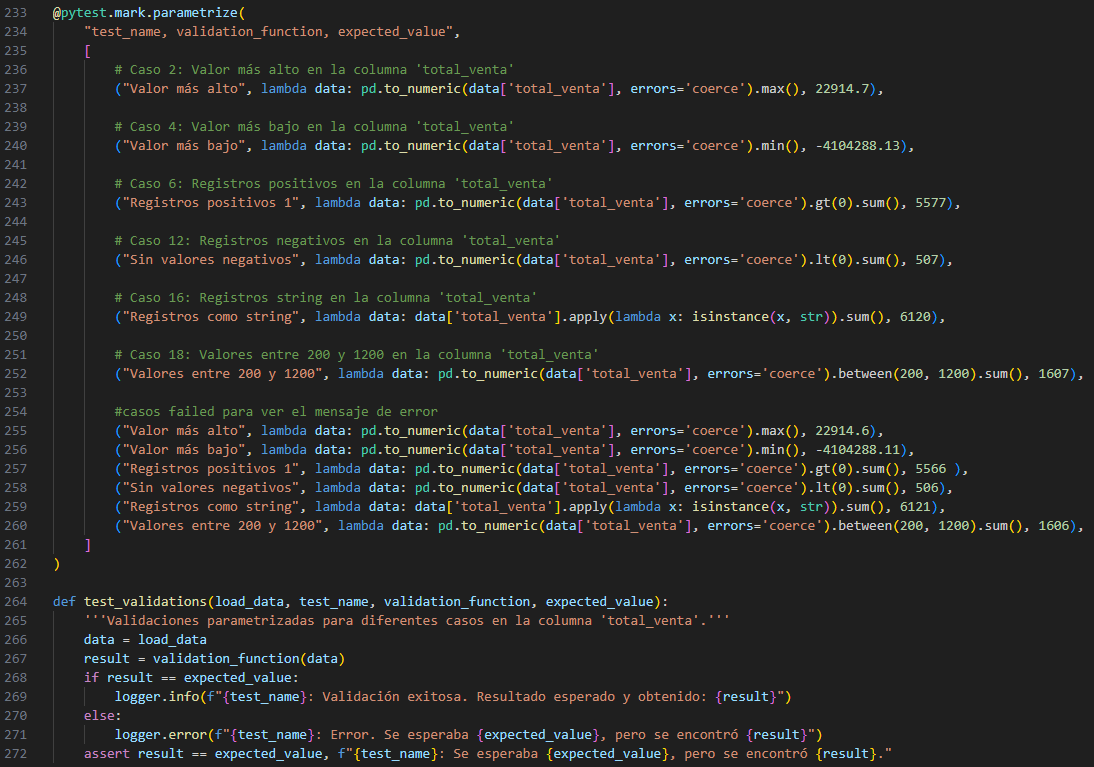 233 @pytest.mark.parametrize(
234     "test_name, validation_function, expected_value",
235     [
236         # Caso 2: Valor más alto en la columna 'total_venta'
237         ("Valor más alto", lambda data: pd.to_numeric(data['total_venta'], errors='coerce').max(), 22914.7),
238
239         # Caso 4: Valor más bajo en la columna 'total_venta'
240         ("Valor más bajo", lambda data: pd.to_numeric(data['total_venta'], errors='coerce').min(), -4104288.13),
241
242         # Caso 6: Registros positivos en la columna 'total_venta'
243         ("Registros positivos 1", lambda data: pd.to_numeric(data['total_venta'], errors='coerce').gt(0).sum(), 5577),
244
245         # Caso 12: Registros negativos en la columna 'total_venta'
246         ("Sin valores negativos", lambda data: pd.to_numeric(data['total_venta'], errors='coerce').lt(0).sum(), 507),
247
248         # Caso 16: Registros string en la columna 'total_venta'
249         ("Registros como string", lambda data: data['total_venta'].apply(lambda x: isinstance(x, str)).sum(), 6120),
250
251         # Caso 18: Valores entre 200 y 1200 en la columna 'total_venta'
252         ("Valores entre 200 y 1200", lambda data: pd.to_numeric(data['total_venta'], errors='coerce').between(200, 1200).sum(), 1607),
253
254         #casos failed para ver el mensaje de error
255         ("Valor más alto", lambda data: pd.to_numeric(data['total_venta'], errors='coerce').max(), 22914.6),
256         ("Valor más bajo", lambda data: pd.to_numeric(data['total_venta'], errors='coerce').min(), -4104288.11),
257         ("Registros positivos 1", lambda data: pd.to_numeric(data['total_venta'], errors='coerce').gt(0).sum(), 5566 ),
258         ("Sin valores negativos", lambda data: pd.to_numeric(data['total_venta'], errors='coerce').lt(0).sum(), 506),
259         ("Registros como string", lambda data: data['total_venta'].apply(lambda x: isinstance(x, str)).sum(), 6121),
260         ("Valores entre 200 y 1200", lambda data: pd.to_numeric(data['total_venta'], errors='coerce').between(200, 1200).sum(), 1606),
261     ]
262 )
263
264 def test_validations(load_data, test_name, validation_function, expected_value):
265     '''Validaciones parametrizadas para diferentes casos en la columna 'total_venta'.'''
266     data = load_data
267     result = validation_function(data)
268     if result == expected_value:
269         logger.info(f"{test_name}: Validación exitosa. Resultado esperado y obtenido: {result}")
270     else:
271         logger.error(f"{test_name}: Error. Se esperaba {expected_value}, pero se encontró {result}")
272     assert result == expected_value, f"{test_name}: Se esperaba {expected_value}, pero se encontró {result}."